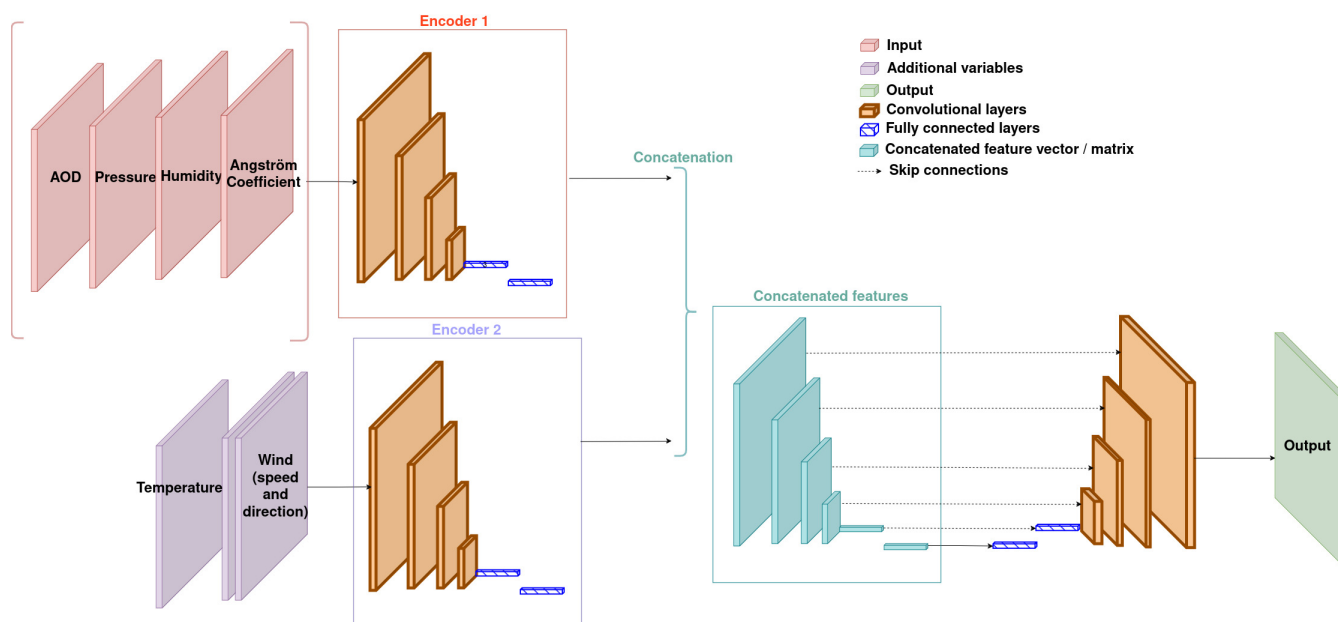 Encoder 1
AOD
Pressure
Humidity
Angström
Coefficient
Concatenation
Input
Additional variables
Output
Convolutional layers
Fully connected layers
Concatenated feature vector / matrix
Skip connections
Encoder 2
Temperature
Wind
(speed
and
direction)
Concatenated features
Output